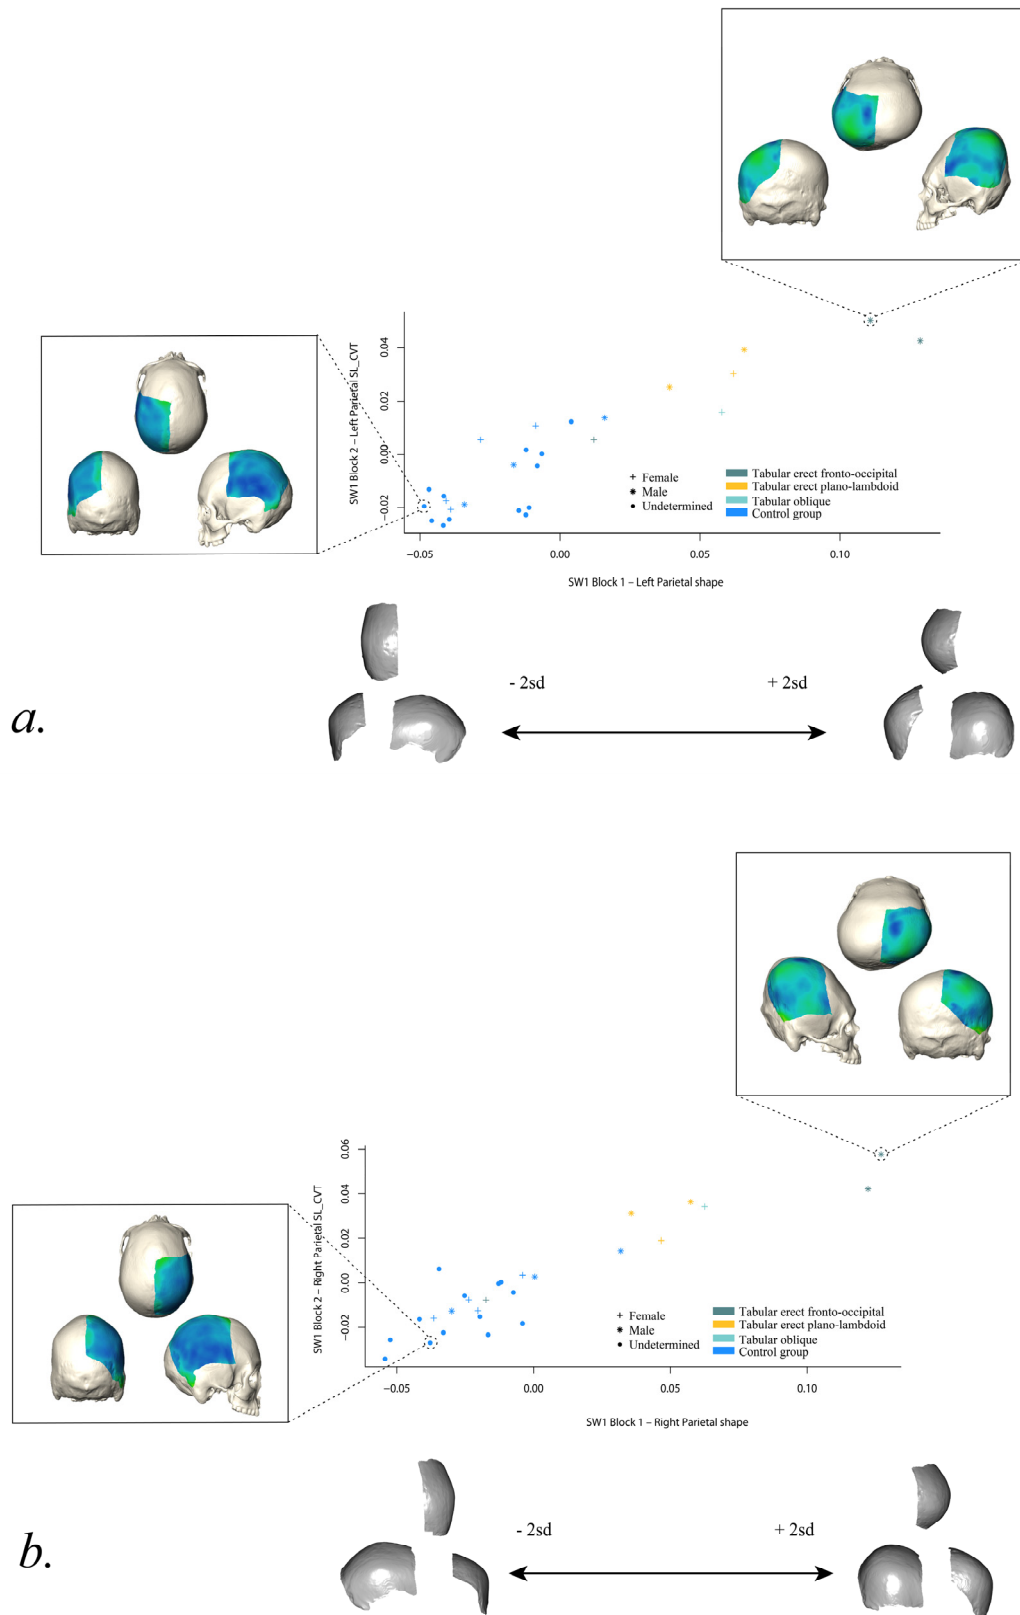 SW1 Block 2 – Left Parietal SL_CVT
0.04
0.02
0.00
−0.02
+ Female
* Male
• Undetermined
Tabular erect fronto-occipital
Tabular erect plano-lambdoid
Tabular oblique
Control group
−0.05 0.00 0.05 0.10
SW1 Block 1 – Left Parietal shape
- 2sd + 2sd
a.
SW1 Block 2 – Right Parietal SL_CVT
0.06
0.04
0.02
0.00
−0.02
+ Female
* Male
• Undetermined
Tabular erect fronto-occipital
Tabular erect plano-lambdoid
Tabular oblique
Control group
−0.05 0.00 0.05 0.10
SW1 Block 1 – Right Parietal shape
- 2sd + 2sd
b.